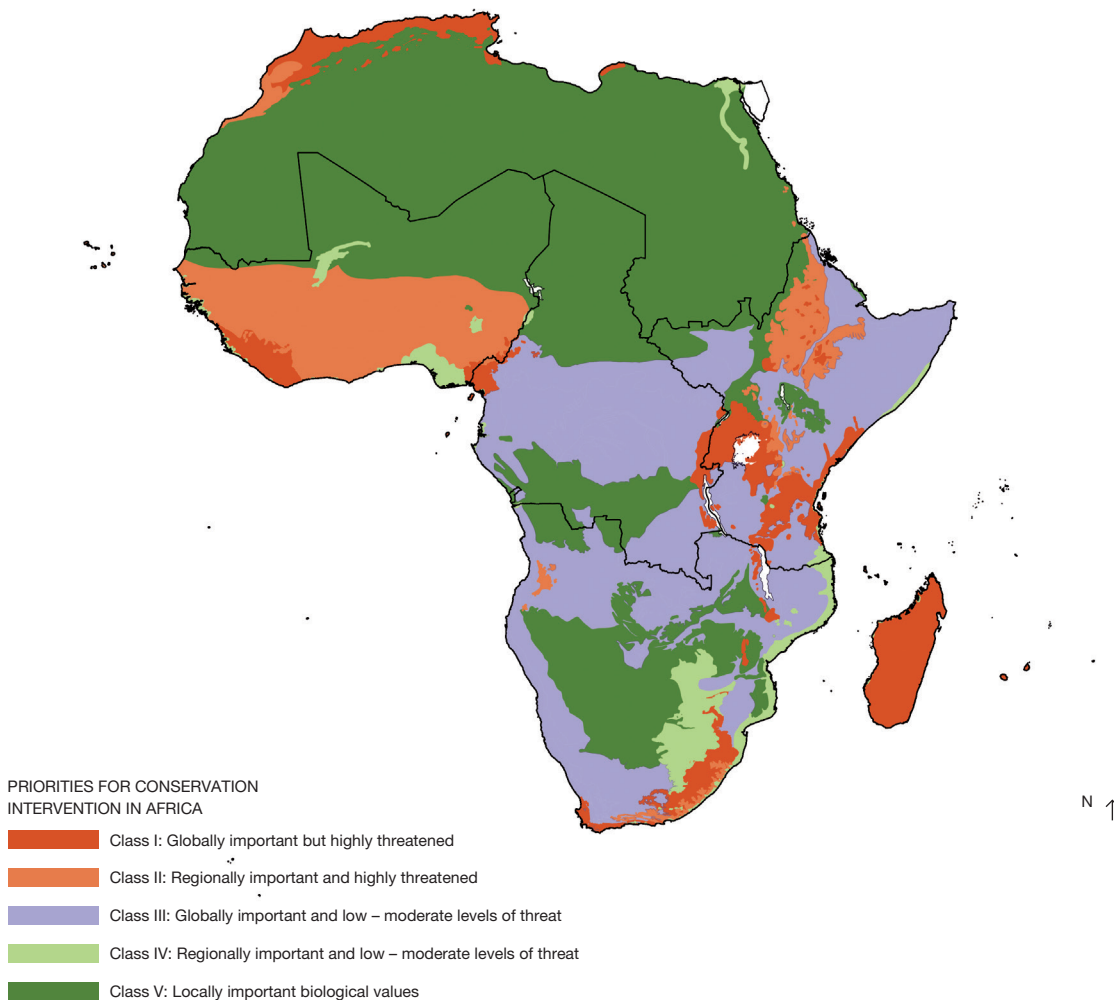 PRIORITIES FOR CONSERVATION
INTERVENTION IN AFRICA
N
Class I: Globally important but highly threatened
Class II: Regionally important and highly threatened
Class III: Globally important and low – moderate levels of threat
Class IV: Regionally important and low – moderate levels of threat
Class V: Locally important biological values